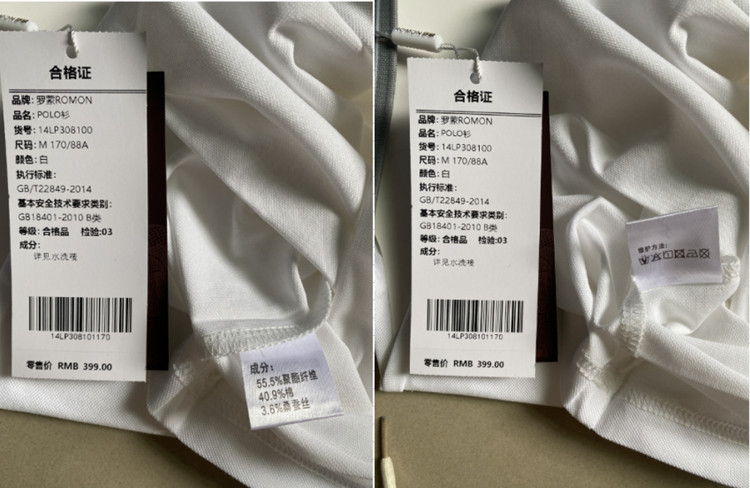 合格证
品牌: 罗蒙ROMON
品名: POLO衫
货号: 14LP308100
尺码: M 170/88A
颜色: 白
执行标准:
GB/T22849-2014
基本安全技术要求类别:
GB18401-2010 B类
等级: 合格品 检验:03
成分:
详见水洗唛
14LP308101170
零售价 RMB 399.00
成分:
55.5%聚酯纤维
40.9%棉
3.6%桑蚕丝
合格证
品牌: 罗蒙ROMON
品名: POLO衫
货号: 14LP308100
尺码: M 170/88A
颜色: 白
执行标准:
GB/T22849-2014
基本安全技术要求类别:
GB18401-2010 B类
等级: 合格品 检验:03
成分:
详见水洗唛
14LP308101170
零售价 RMB 399.00
维护方法: